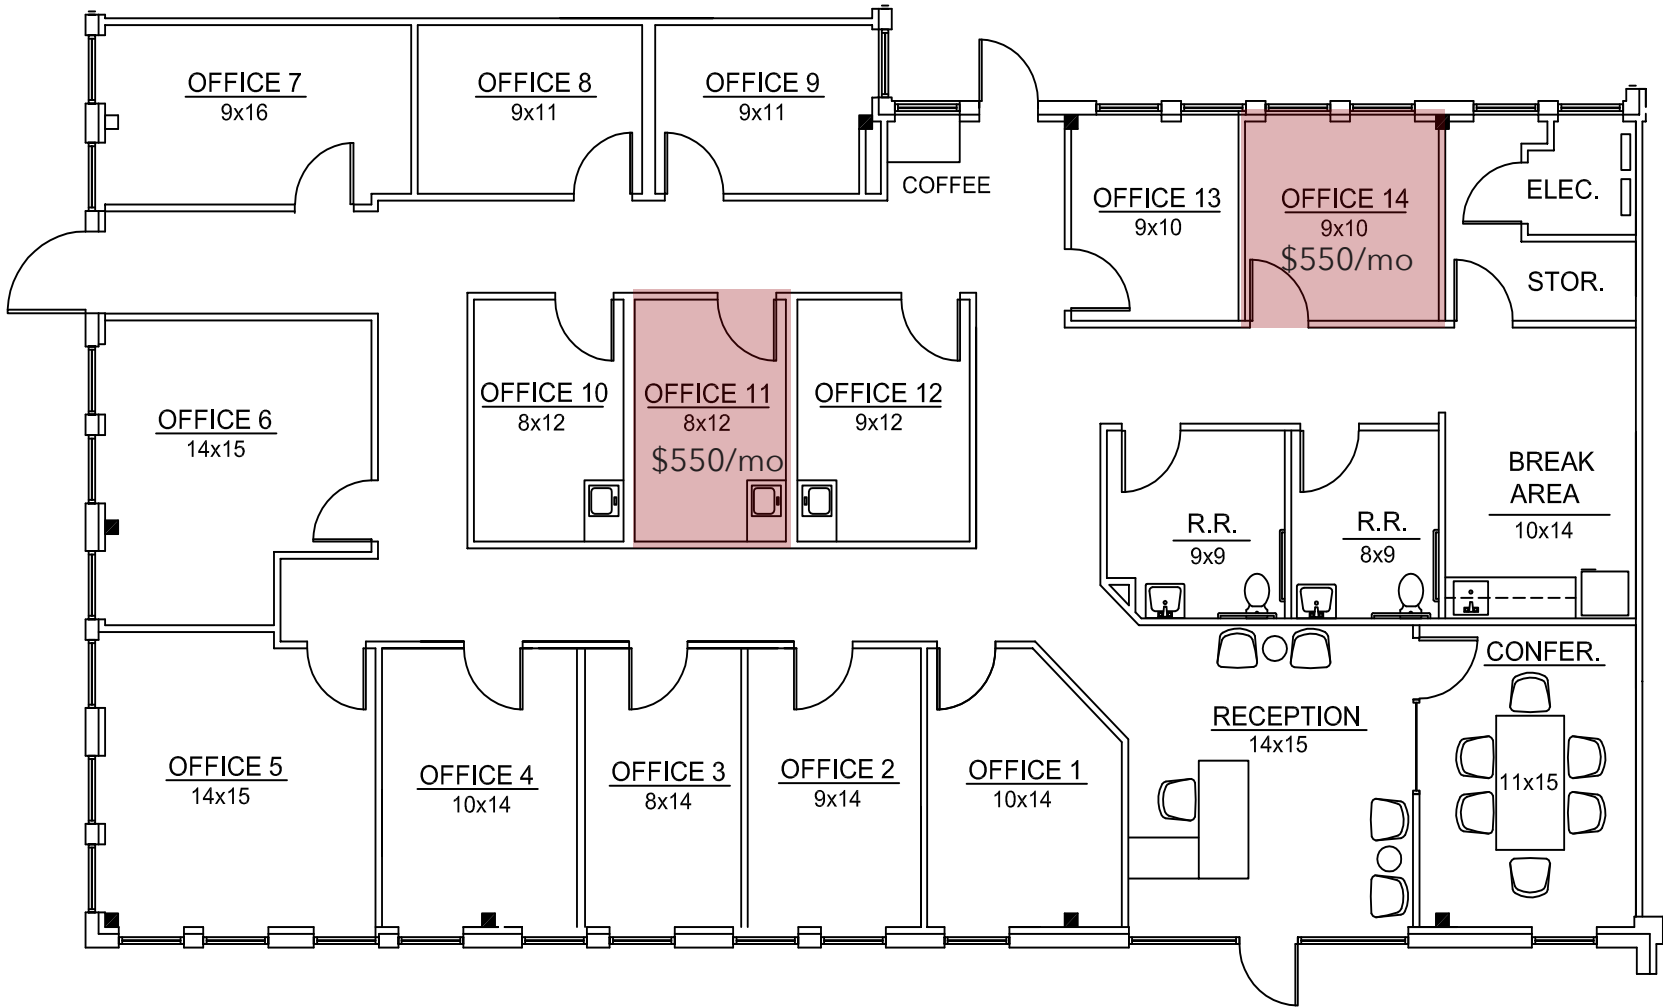 OFFICE 7
9x16
OFFICE 8
9x11
OFFICE 9
9x11
COFFEE
OFFICE 13
9x10
OFFICE 14
9x10
$550/mo
ELEC.
STOR.
OFFICE 6
14x15
OFFICE 10
8x12
OFFICE 11
8x12
$550/mo
OFFICE 12
9x12
R.R.
9x9
R.R.
8x9
BREAK
AREA
10x14
OFFICE 5
14x15
OFFICE 4
10x14
OFFICE 3
8x14
OFFICE 2
9x14
OFFICE 1
10x14
RECEPTION
14x15
CONFER.
11x15